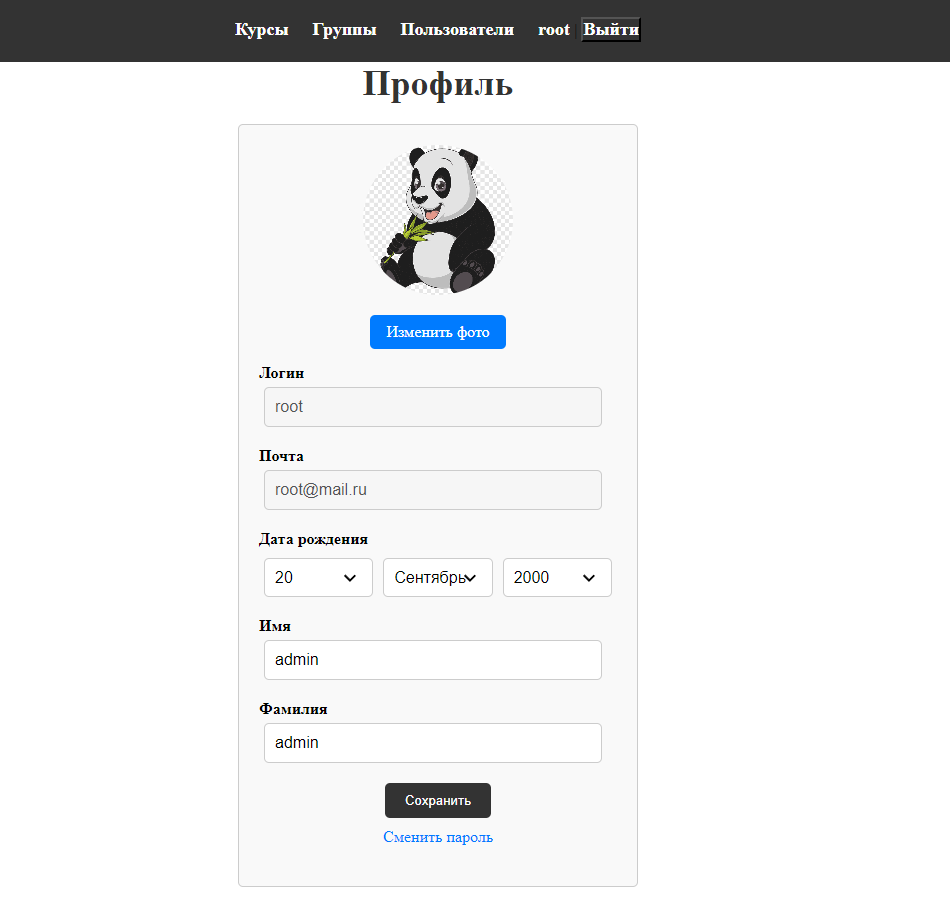 Курсы Группы Пользователи root Выйти
Профиль
Изменить фото
Логин
root
Почта
root@mail.ru
Дата рождения
20 Сентябрь 2000
Имя
admin
Фамилия
admin
Сохранить
Сменить пароль